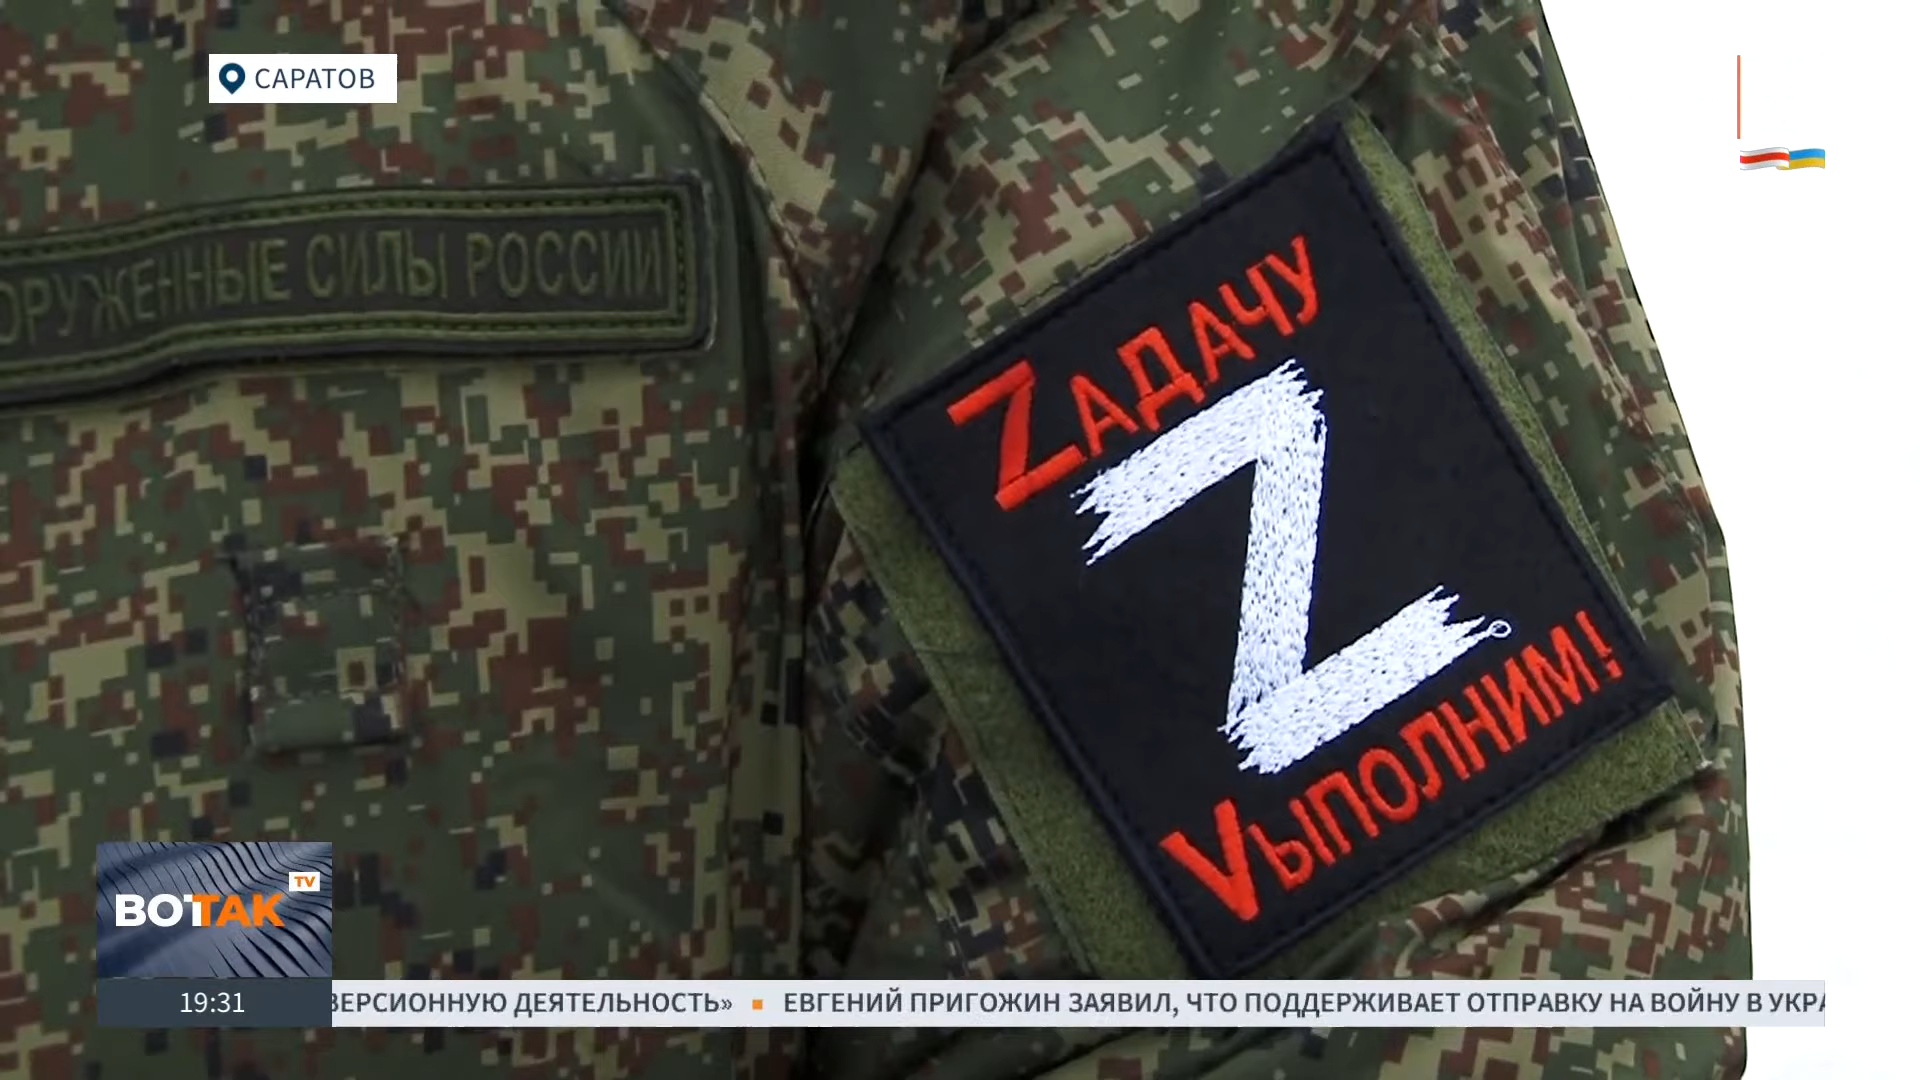 САРАТОВ
ОРУЖЕННЫЕ СИЛЫ РОССИИ
ZАДАЧУ
Z
VЫПОЛНИМ!
ВОТТАК TV
19:31
ВЕРСИОННУЮ ДЕЯТЕЛЬНОСТЬ» ▪ ЕВГЕНИЙ ПРИГОЖИН ЗАЯВИЛ, ЧТО ПОДДЕРЖИВАЕТ ОТПРАВКУ НА ВОЙНУ В УКРА